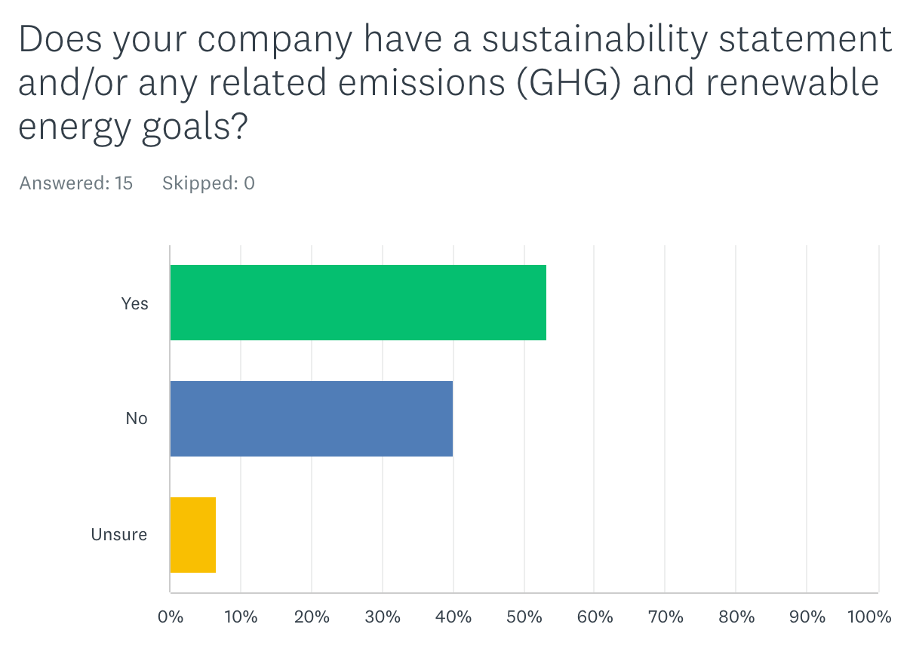 Does your company have a sustainability statement
and/or any related emissions (GHG) and renewable
energy goals?
Answered: 15 Skipped: 0
Yes
No
Unsure
0% 10% 20% 30% 40% 50% 60% 70% 80% 90% 100%